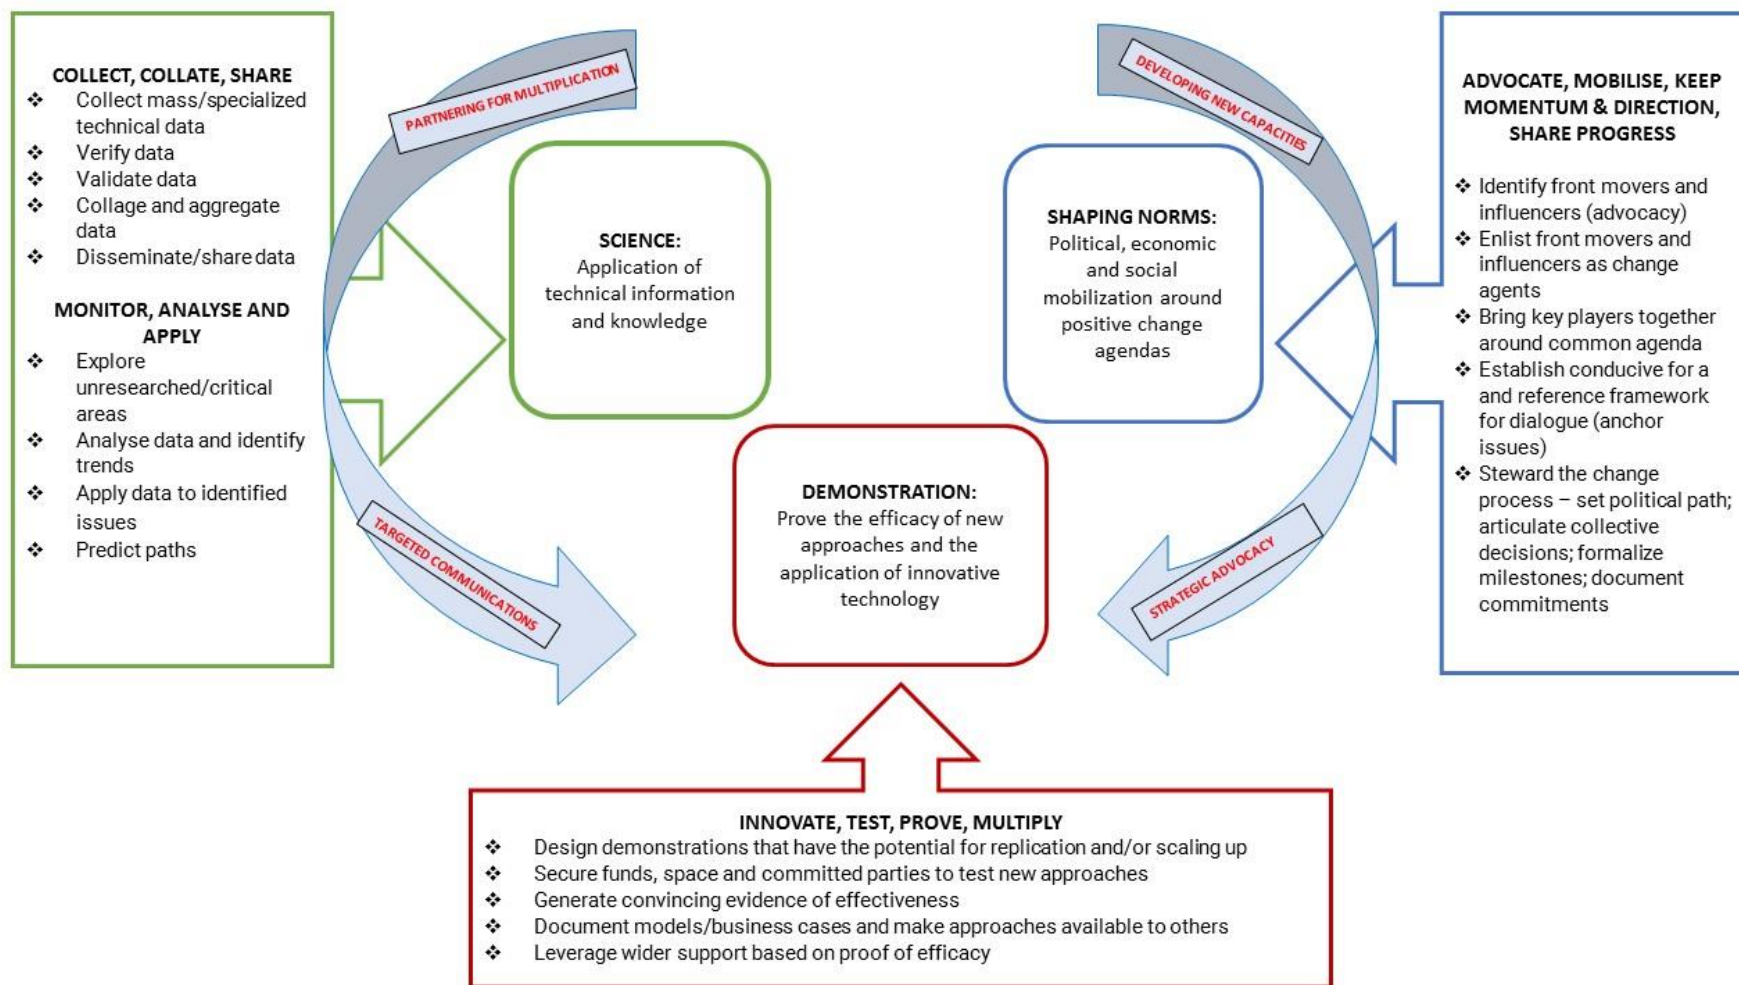 COLLECT, COLLATE, SHARE
❖ Collect mass/specialized
technical data
❖ Verify data
❖ Validate data
❖ Collage and aggregate
data
❖ Disseminate/share data
MONITOR, ANALYSE AND
APPLY
❖ Explore
unresearched/critical
areas
❖ Analyse data and identify
trends
❖ Apply data to identified
issues
❖ Predict paths
PARTNERING FOR MULTIPLICATION
TARGETED COMMUNICATIONS
SCIENCE:
Application of
technical information
and knowledge
DEMONSTRATION:
Prove the efficacy of new
approaches and the
application of innovative
technology
SHAPING NORMS:
Political, economic
and social
mobilization around
positive change
agendas
DEVELOPING NEW CAPACITIES
STRATEGIC ADVOCACY
ADVOCATE, MOBILISE, KEEP
MOMENTUM & DIRECTION,
SHARE PROGRESS
❖ Identify front movers and
influencers (advocacy)
❖ Enlist front movers and
influencers as change
agents
❖ Bring key players together
around common agenda
❖ Establish conducive for a
and reference framework
for dialogue (anchor
issues)
❖ Steward the change
process – set political path;
articulate collective
decisions; formalize
milestones; document
commitments
INNOVATE, TEST, PROVE, MULTIPLY
❖ Design demonstrations that have the potential for replication and/or scaling up
❖ Secure funds, space and committed parties to test new approaches
❖ Generate convincing evidence of effectiveness
❖ Document models/business cases and make approaches available to others
❖ Leverage wider support based on proof of efficacy